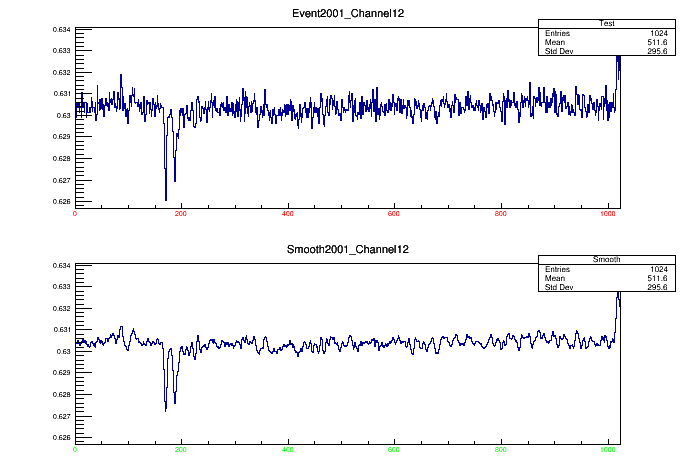 Event2001_Channel12
Test
Entries 1024
Mean 511.6
Std Dev 295.6
0.634
0.633
0.632
0.631
0.63
0.629
0.628
0.627
0.626
0 200 400 600 800 1000
Smooth2001_Channel12
Smooth
Entries 1024
Mean 511.6
Std Dev 295.6
0.634
0.633
0.632
0.631
0.63
0.629
0.628
0.627
0.626
0 200 400 600 800 1000